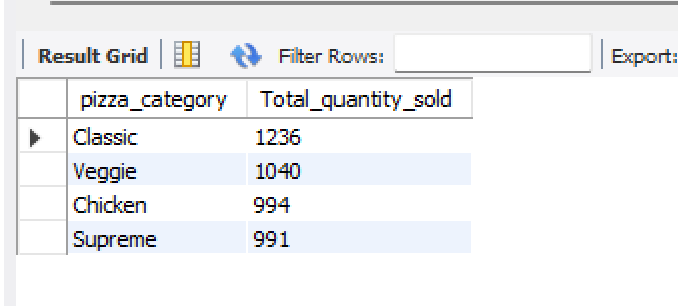 Result Grid Filter Rows: Export:
pizza_category Total_quantity_sold
Classic 1236
Veggie 1040
Chicken 994
Supreme 991